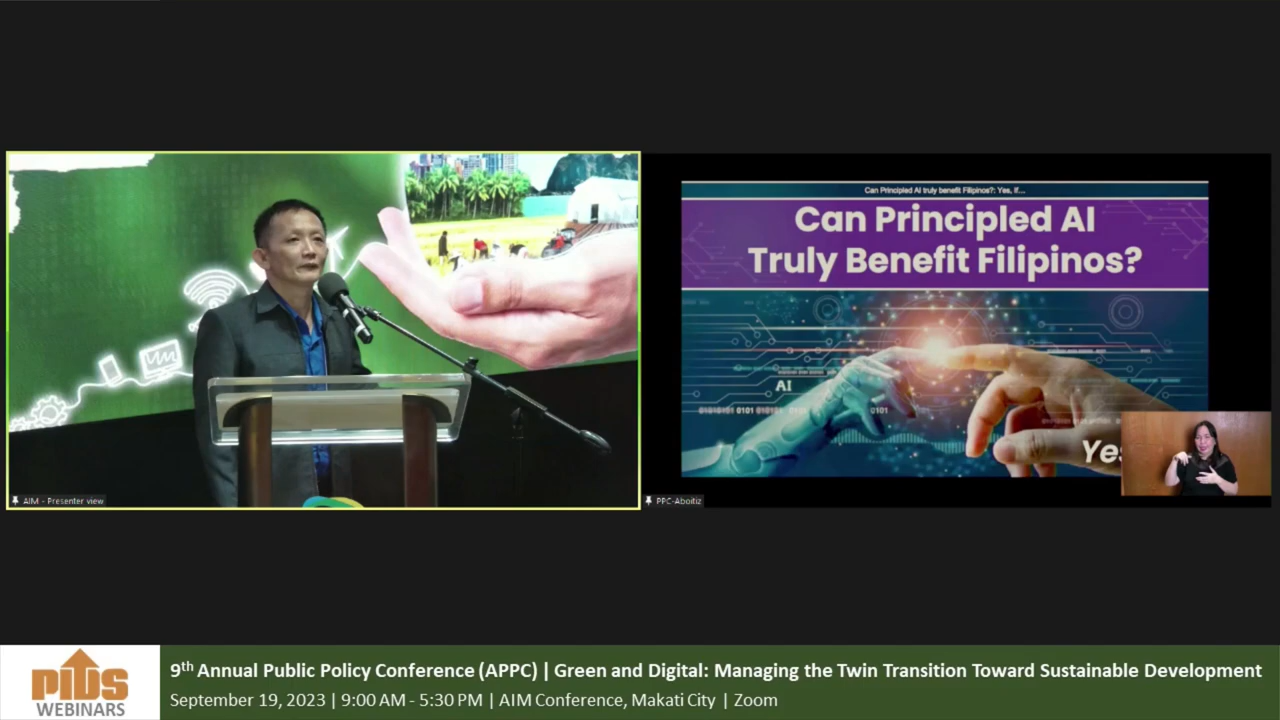 Can Principled AI truly benefit Filipinos?: Yes, if...
Can Principled AI
Truly Benefit Filipinos?
AI
0101
0101
Yes
AIM - Presenter view
PPC-Aboitiz
PIDS
WEBINARS
9th Annual Public Policy Conference (APPC) | Green and Digital: Managing the Twin Transition Toward Sustainable Development
September 19, 2023 | 9:00 AM - 5:30 PM | AIM Conference, Makati City | Zoom